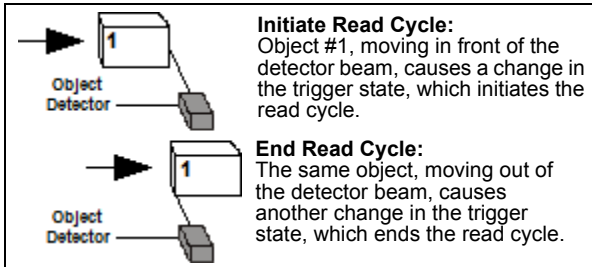 1
Object
Detector
Initiate Read Cycle:
Object #1, moving in front of the
detector beam, causes a change in
the trigger state, which initiates the
read cycle.
1
Object
Detector
End Read Cycle:
The same object, moving out of
the detector beam, causes
another change in the trigger
state, which ends the read cycle.